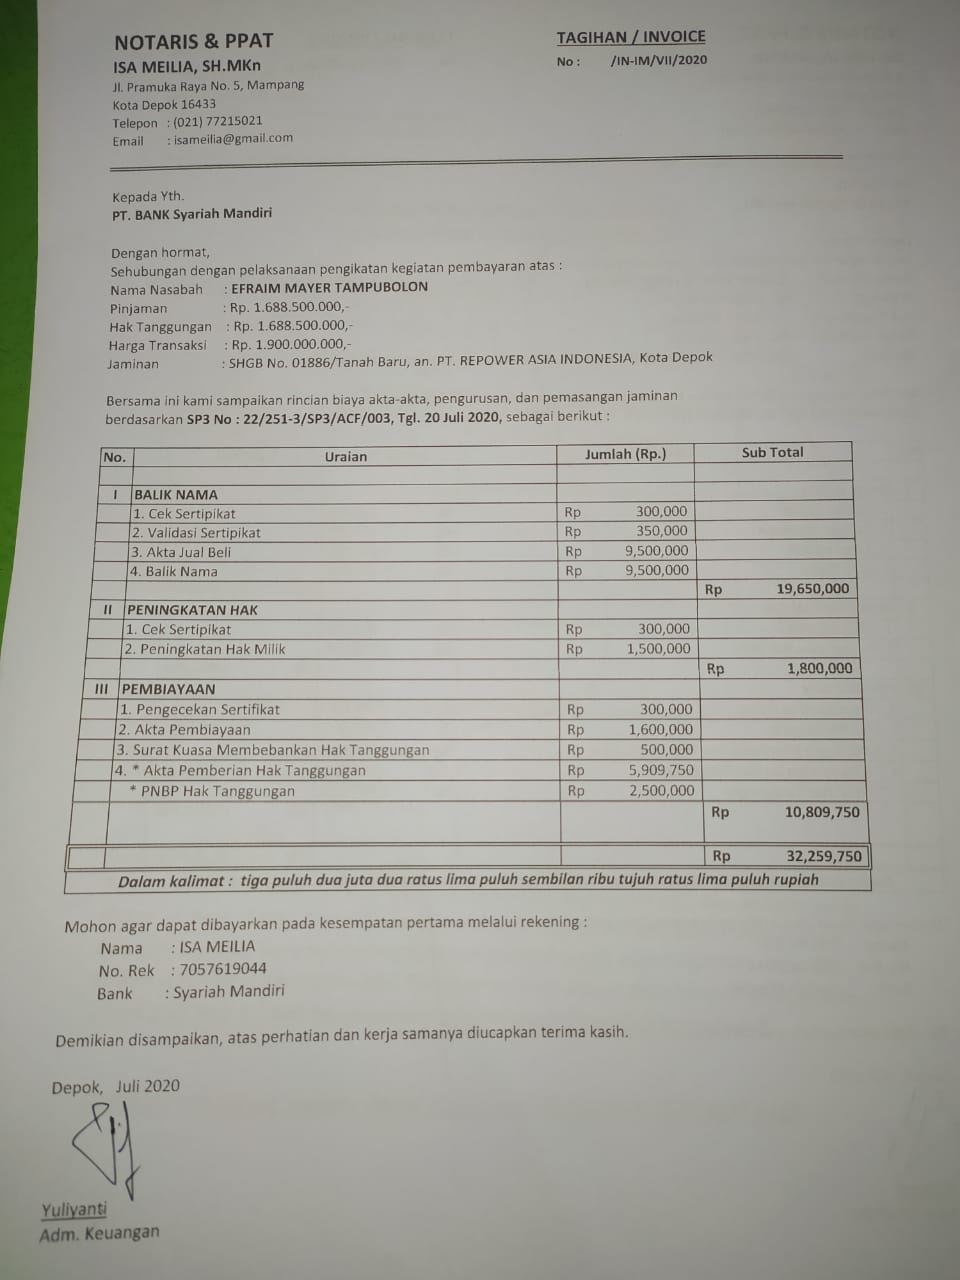 NOTARIS & PPAT
ISA MEILIA, SH.MKn
Jl. Pramuka Raya No. 5, Mampang
Kota Depok 16433
Telepon : (021) 77215021
Email : isameilia@gmail.com
TAGIHAN / INVOICE
No : /IN-IM/VII/2020
Kepada Yth.
PT. BANK Syariah Mandiri
Dengan hormat,
Sehubungan dengan pelaksanaan pengikatan kegiatan pembayaran atas :
Nama Nasabah : EFRAIM MAYER TAMPUBOLON
Pinjaman : Rp. 1.688.500.000,-
Hak Tanggungan : Rp. 1.688.500.000,-
Harga Transaksi : Rp. 1.900.000.000,-
Jaminan : SHGB No. 01886/Tanah Baru, an. PT. REPOWER ASIA INDONESIA, Kota Depok
Bersama ini kami sampaikan rincian biaya akta-akta, pengurusan, dan pemasangan jaminan
berdasarkan SP3 No : 22/251-3/SP3/ACF/003, Tgl. 20 Juli 2020, sebagai berikut :
No. Uraian Jumlah (Rp.) Sub Total
I BALIK NAMA
1. Cek Sertipikat Rp 300,000
2. Validasi Sertipikat Rp 350,000
3. Akta Jual Beli Rp 9,500,000
4. Balik Nama Rp 9,500,000
Rp 19,650,000
II PENINGKATAN HAK
1. Cek Sertipikat Rp 300,000
2. Peningkatan Hak Milik Rp 1,500,000
Rp 1,800,000
III PEMBIAYAAN
1. Pengecekan Sertifikat Rp 300,000
2. Akta Pembiayaan Rp 1,600,000
3. Surat Kuasa Membebankan Hak Tanggungan Rp 500,000
4. * Akta Pemberian Hak Tanggungan Rp 5,909,750
* PNBP Hak Tanggungan Rp 2,500,000
Rp 10,809,750
Rp 32,259,750
Dalam kalimat : tiga puluh dua juta dua ratus lima puluh sembilan ribu tujuh ratus lima puluh rupiah
Mohon agar dapat dibayarkan pada kesempatan pertama melalui rekening :
Nama : ISA MEILIA
No. Rek : 7057619044
Bank : Syariah Mandiri
Demikian disampaikan, atas perhatian dan kerja samanya diucapkan terima kasih.
Depok, Juli 2020
Yuliyanti
Adm. Keuangan